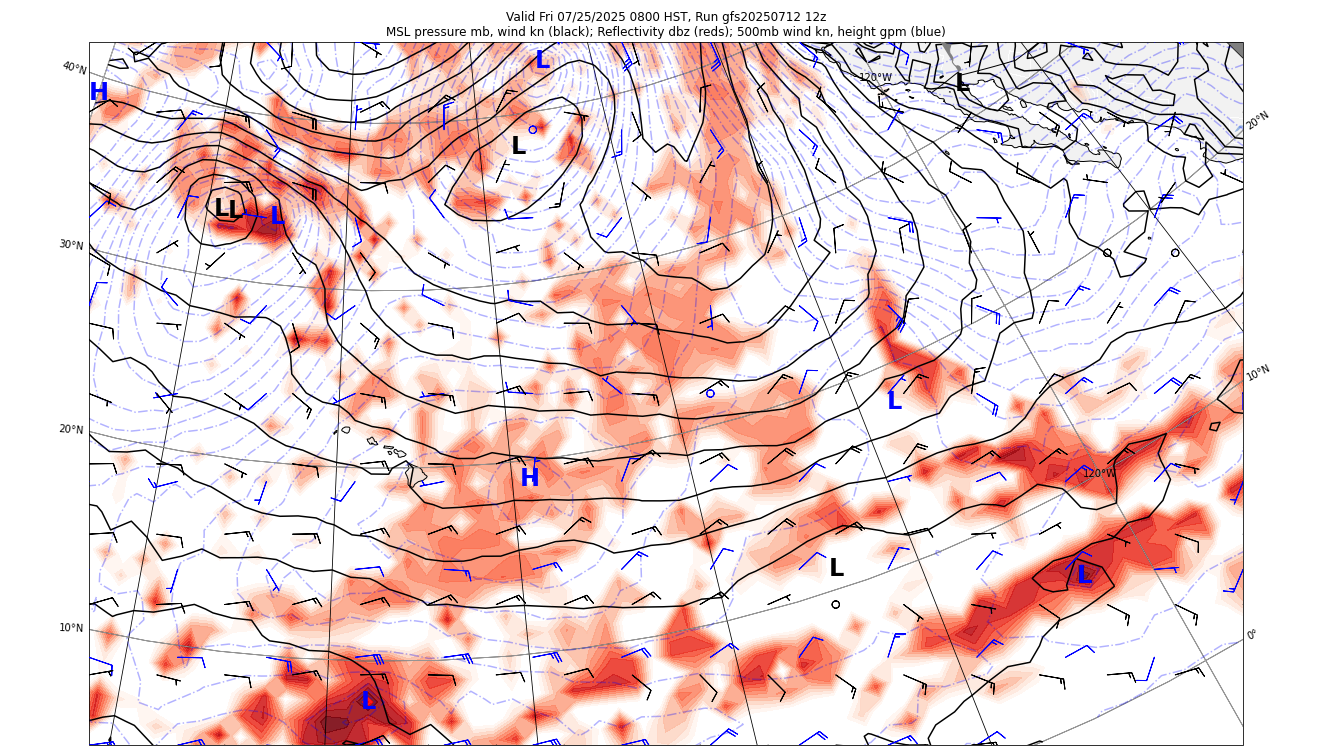 Valid Fri 07/25/2025 0800 HST, Run gfs20250712 12z
MSL pressure mb, wind kn (black); Reflectivity dbz (reds); 500mb wind kn, height gpm (blue)
L
40°N
120°W
L
H
20°N
L
LL
L
30°N
10°N
L
20°N
120°W
H
L
L
10°N
0°
L